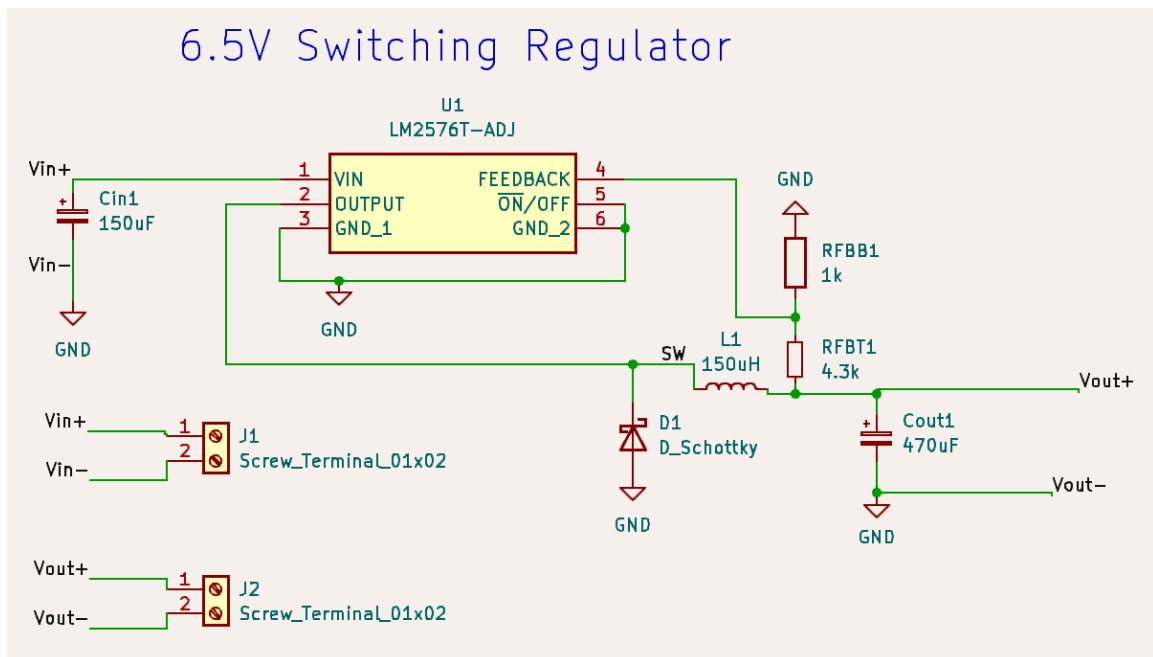 6.5V Switching Regulator
U1
LM2576T-ADJ
Vin+
1
VIN
FEEDBACK
4
GND
Cin1
150uF
2
OUTPUT
ON/OFF
5
3
GND_1
GND_2
6
RFBB1
1k
Vin-
GND
GND
SW
L1
150uH
RFBT1
4.3k
Vout+
Vin+
1
J1
D1
D_Schottky
Cout1
470uF
Vin-
2
Screw_Terminal_01x02
Vout-
GND
GND
Vout+
1
J2
Vout-
2
Screw_Terminal_01x02